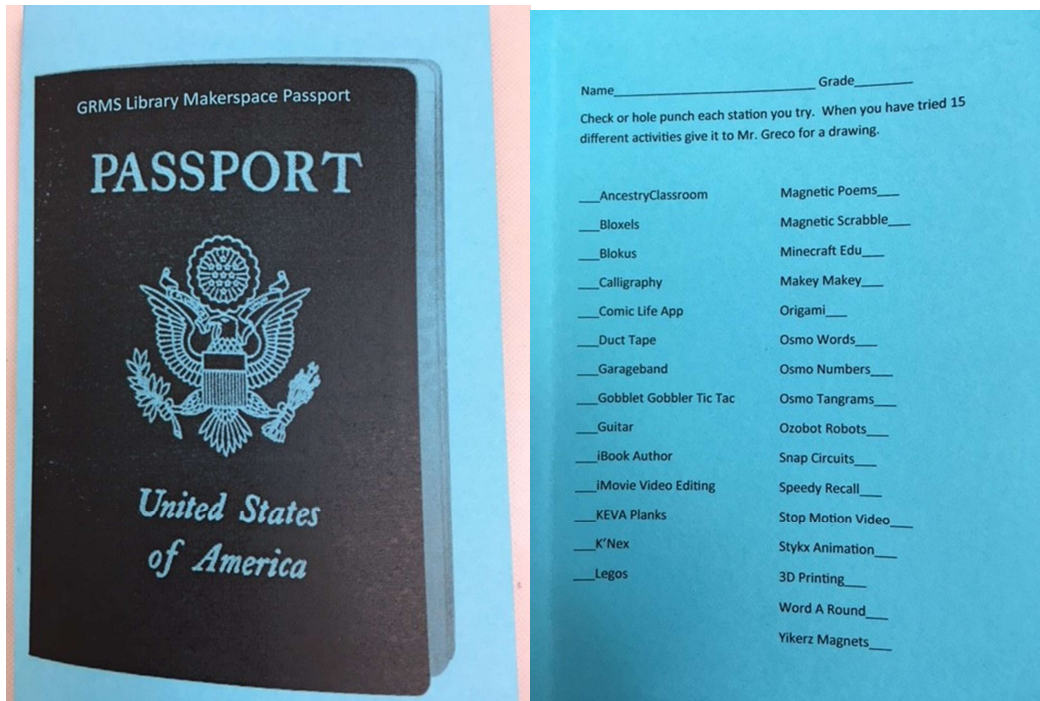 GRMS Library Makerspace Passport
PASSPORT
United States
of America
Name____________________________ Grade________
Check or hole punch each station you try. When you have tried 15
different activities give it to Mr. Greco for a drawing.
___AncestryClassroom
___Bloxels
___Blokus
___Calligraphy
___Comic Life App
___Duct Tape
___Garageband
___Gobblet Gobbler Tic Tac
___Guitar
___iBook Author
___iMovie Video Editing
___KEVA Planks
___K'Nex
___Legos
Magnetic Poems___
Magnetic Scrabble___
Minecraft Edu___
Makey Makey___
Origami___
Osmo Words___
Osmo Numbers___
Osmo Tangrams___
Ozobot Robots___
Snap Circuits___
Speedy Recall___
Stop Motion Video___
Stykx Animation___
3D Printing___
Word A Round___
Yikerz Magnets___